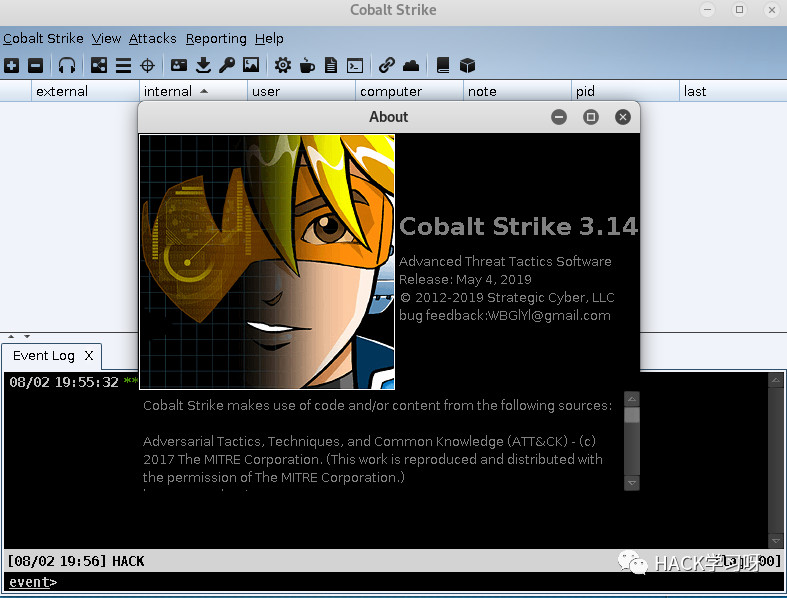 Cobalt Strike
Cobalt Strike View Attacks Reporting Help
external internal user computer note pid last
About
Cobalt Strike 3.14
Advanced Threat Tactics Software
Release: May 4, 2019
© 2012-2019 Strategic Cyber, LLC
bug feedback:WBGlYl@gmail.com
Event Log X
08/02 19:55:32 **
Cobalt Strike makes use of code and/or content from the following sources:
Adversarial Tactics, Techniques, and Common Knowledge (ATT&CK) - (c)
2017 The MITRE Corporation. (This work is reproduced and distributed with
the permission of The MITRE Corporation.)
[08/02 19:56] HACK 00]
HACK学习呀
event>